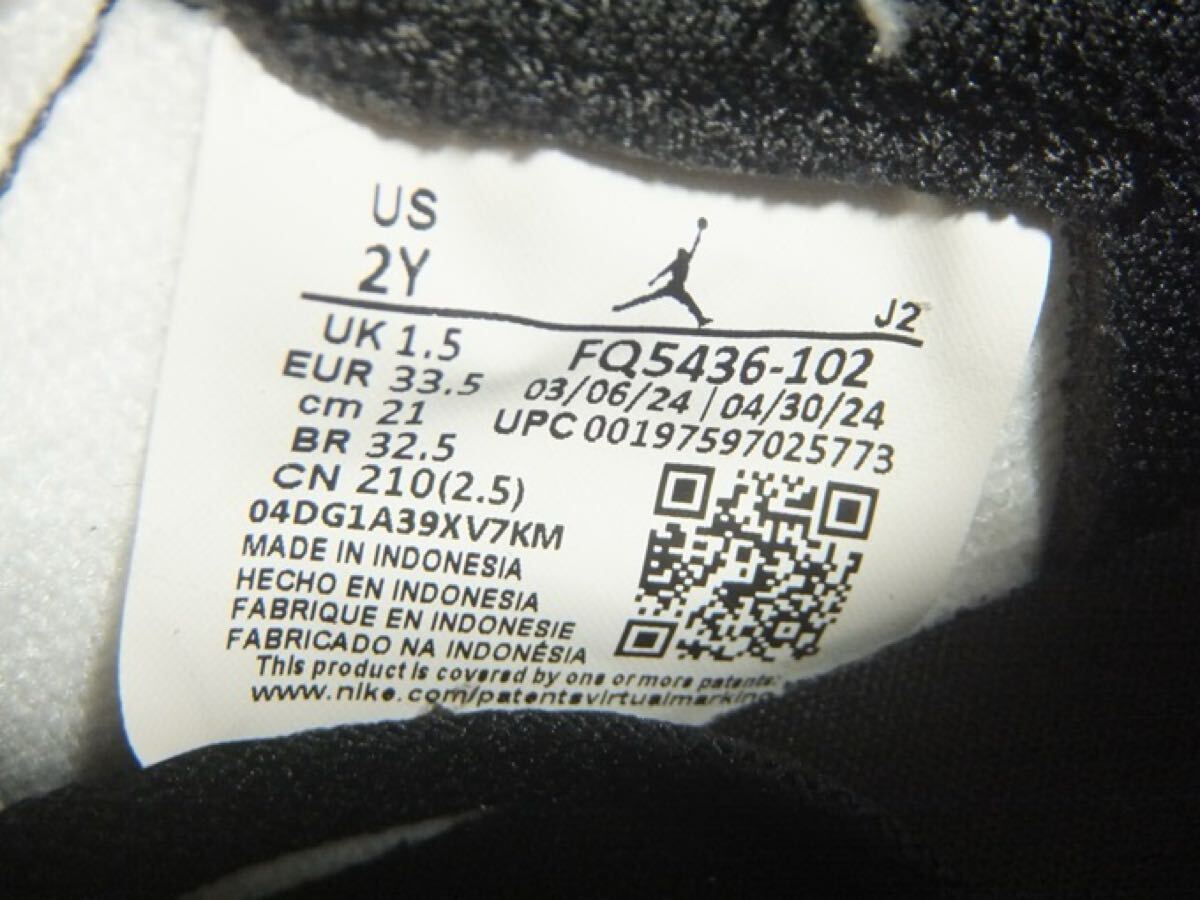 US
2Y
J2
UK 1.5
EUR 33.5
cm 21
BR 32.5
CN 210(2.5)
FQ5436-102
03/06/24 | 04/30/24
UPC 00197597025773
04DG1A39XV7KM
MADE IN INDONESIA
HECHO EN INDONESIA
FABRIQUE EN INDONESIE
FABRICADO NA INDONÉSIA
This product is covered by one or more patents:
www.nike.com/patentsvirtualmarkin